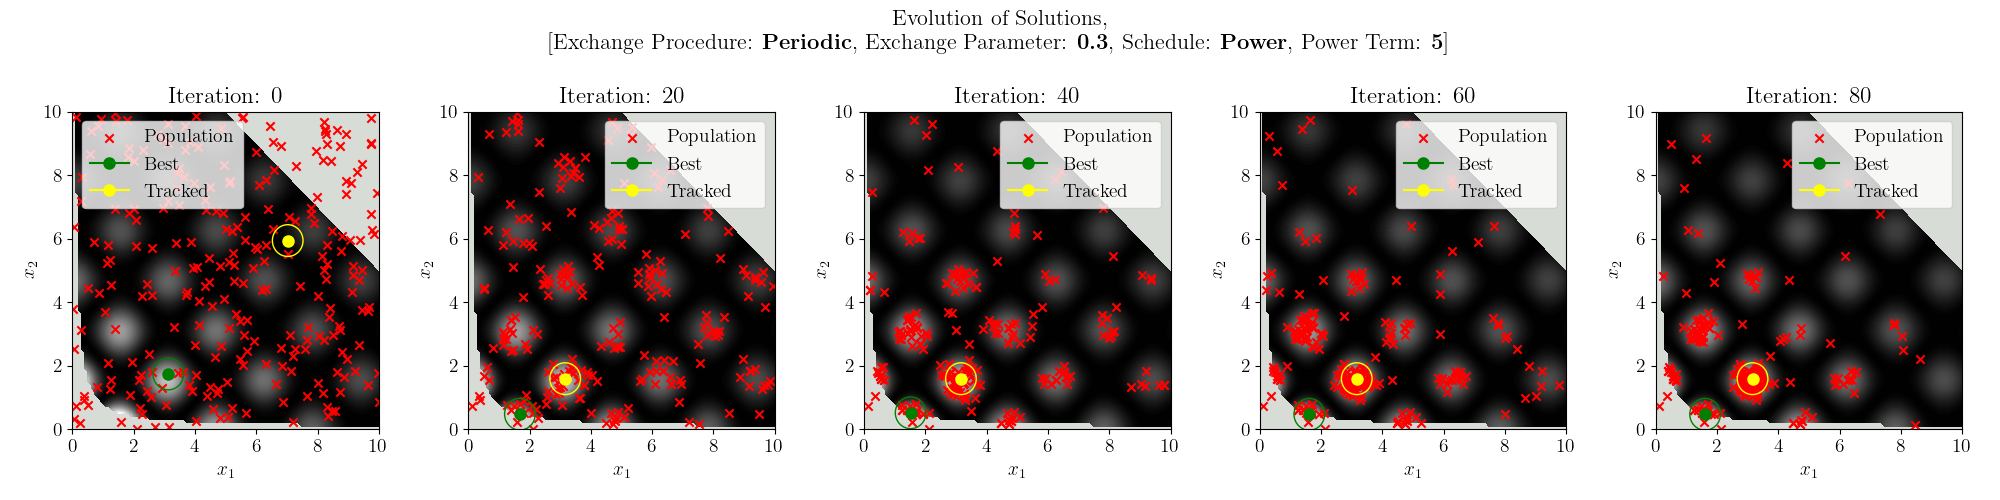 Evolution of Solutions,
[Exchange Procedure: Periodic, Exchange Parameter: 0.3, Schedule: Power, Power Term: 5]
Iteration: 0
10
8
6
4
2
0
x2
Population
Best
Tracked
0 2 4 6 8 10
x1
Iteration: 20
10
8
6
4
2
0
x2
Population
Best
Tracked
0 2 4 6 8 10
x1
Iteration: 40
10
8
6
4
2
0
x2
Population
Best
Tracked
0 2 4 6 8 10
x1
Iteration: 60
10
8
6
4
2
0
x2
Population
Best
Tracked
0 2 4 6 8 10
x1
Iteration: 80
10
8
6
4
2
0
x2
Population
Best
Tracked
0 2 4 6 8 10
x1